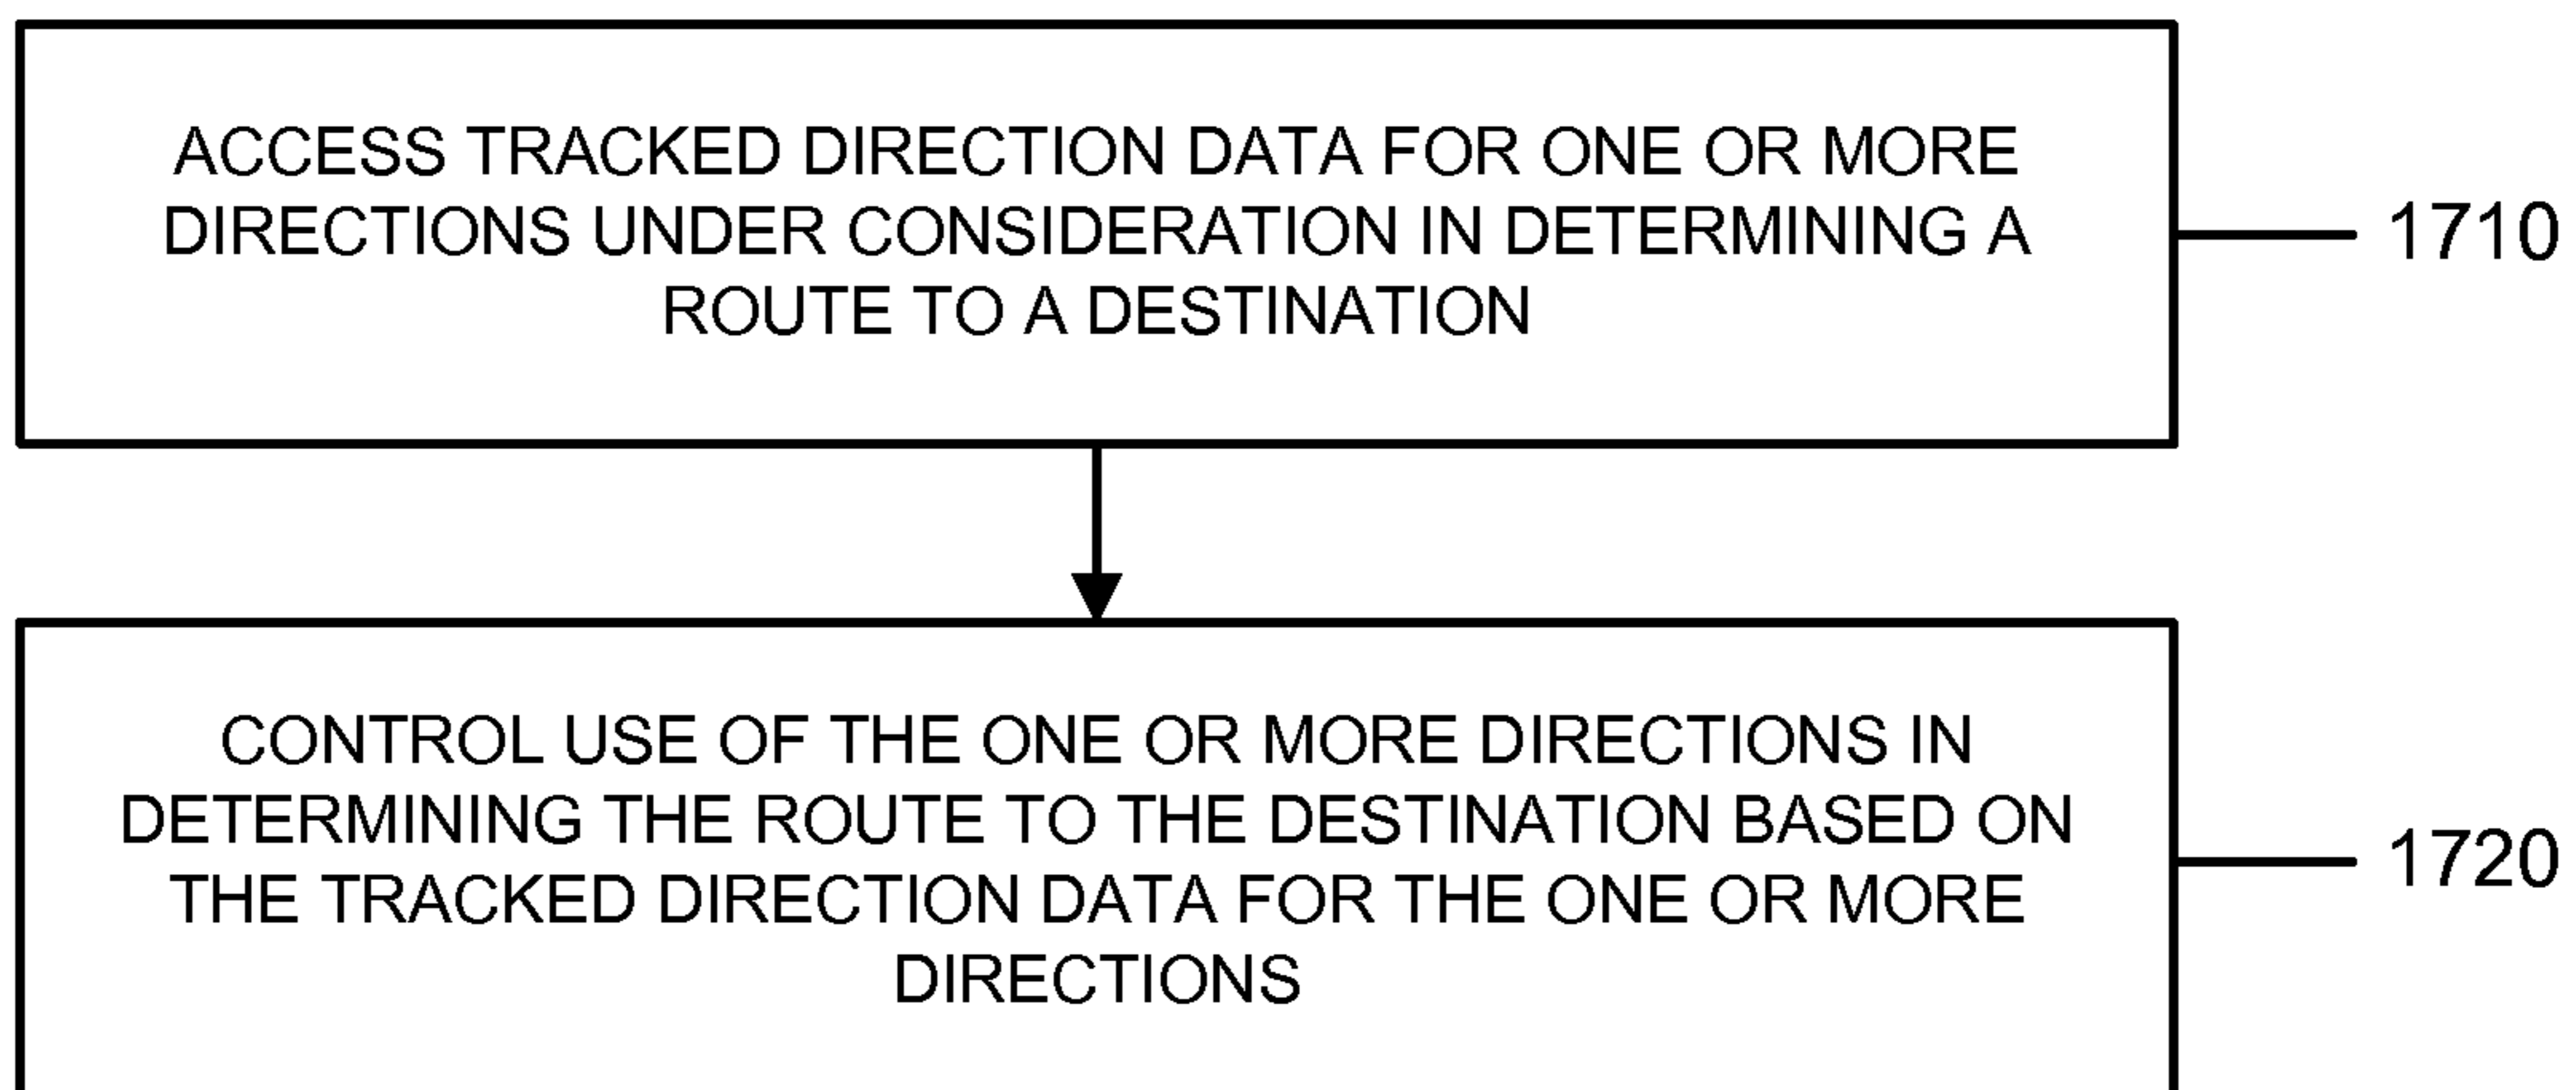 ACCESS TRACKED DIRECTION DATA FOR ONE OR MORE
DIRECTIONS UNDER CONSIDERATION IN DETERMINING A
ROUTE TO A DESTINATION
1710
CONTROL USE OF THE ONE OR MORE DIRECTIONS IN
DETERMINING THE ROUTE TO THE DESTINATION BASED ON
THE TRACKED DIRECTION DATA FOR THE ONE OR MORE
DIRECTIONS
1720